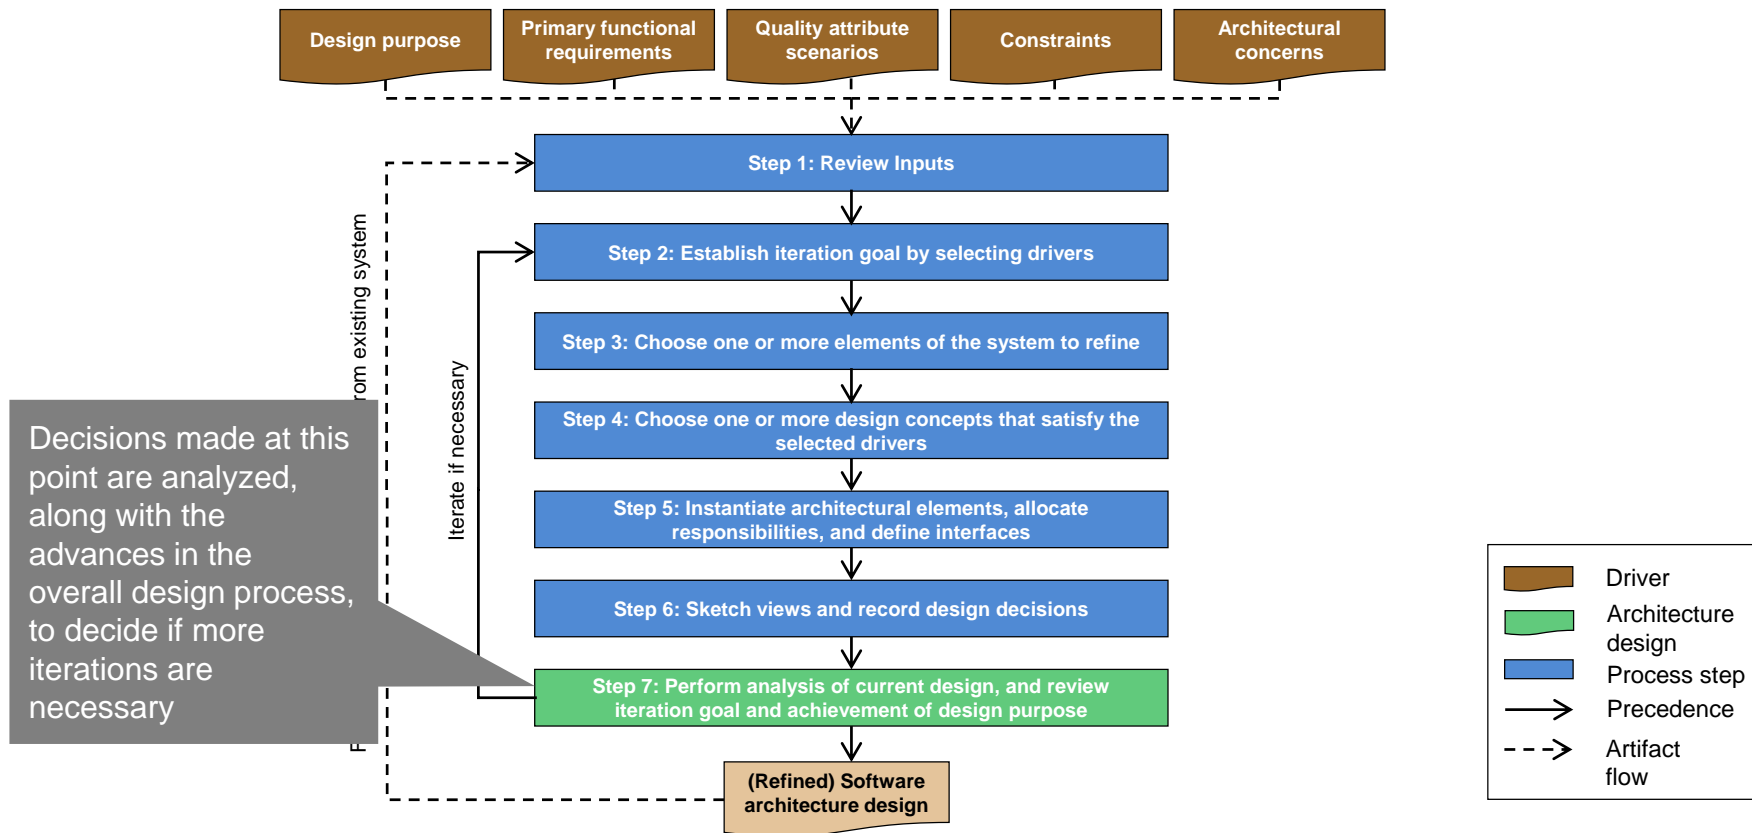 Design purpose
Primary functional
requirements
Quality attribute
scenarios
Constraints
Architectural
concerns
Step 1: Review Inputs
Step 2: Establish iteration goal by selecting drivers
Step 3: Choose one or more elements of the system to refine
Step 4: Choose one or more design concepts that satisfy the
selected drivers
Step 5: Instantiate architectural elements, allocate
responsibilities, and define interfaces
Step 6: Sketch views and record design decisions
Step 7: Perform analysis of current design, and review
iteration goal and achievement of design purpose
(Refined) Software
architecture design
rom existing system
Iterate if necessary
Decisions made at this
point are analyzed,
along with the
advances in the
overall design process,
to decide if more
iterations are
necessary
Driver
Architecture
design
Process step
Precedence
Artifact
flow